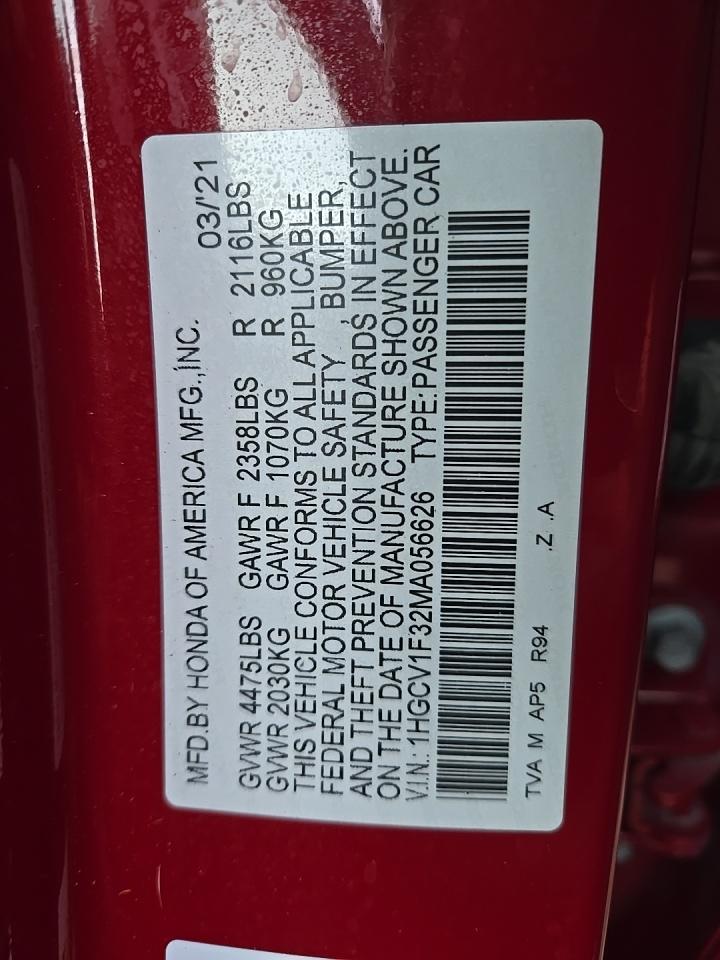 MFD.BY HONDA OF AMERICA MFG.,INC. 03/'21
GVWR 4475LBS GAWR F 2358LBS R 2116LBS
GVWR 2030KG GAWR F 1070KG R 960KG
THIS VEHICLE CONFORMS TO ALL APPLICABLE
FEDERAL MOTOR VEHICLE SAFETY, BUMPER,
AND THEFT PREVENTION STANDARDS IN EFFECT
ON THE DATE OF MANUFACTURE SHOWN ABOVE.
V.I.N.: 1HGCV1F32MA056626 TYPE:PASSENGER CAR
TVA M AP5 R94 .Z .A